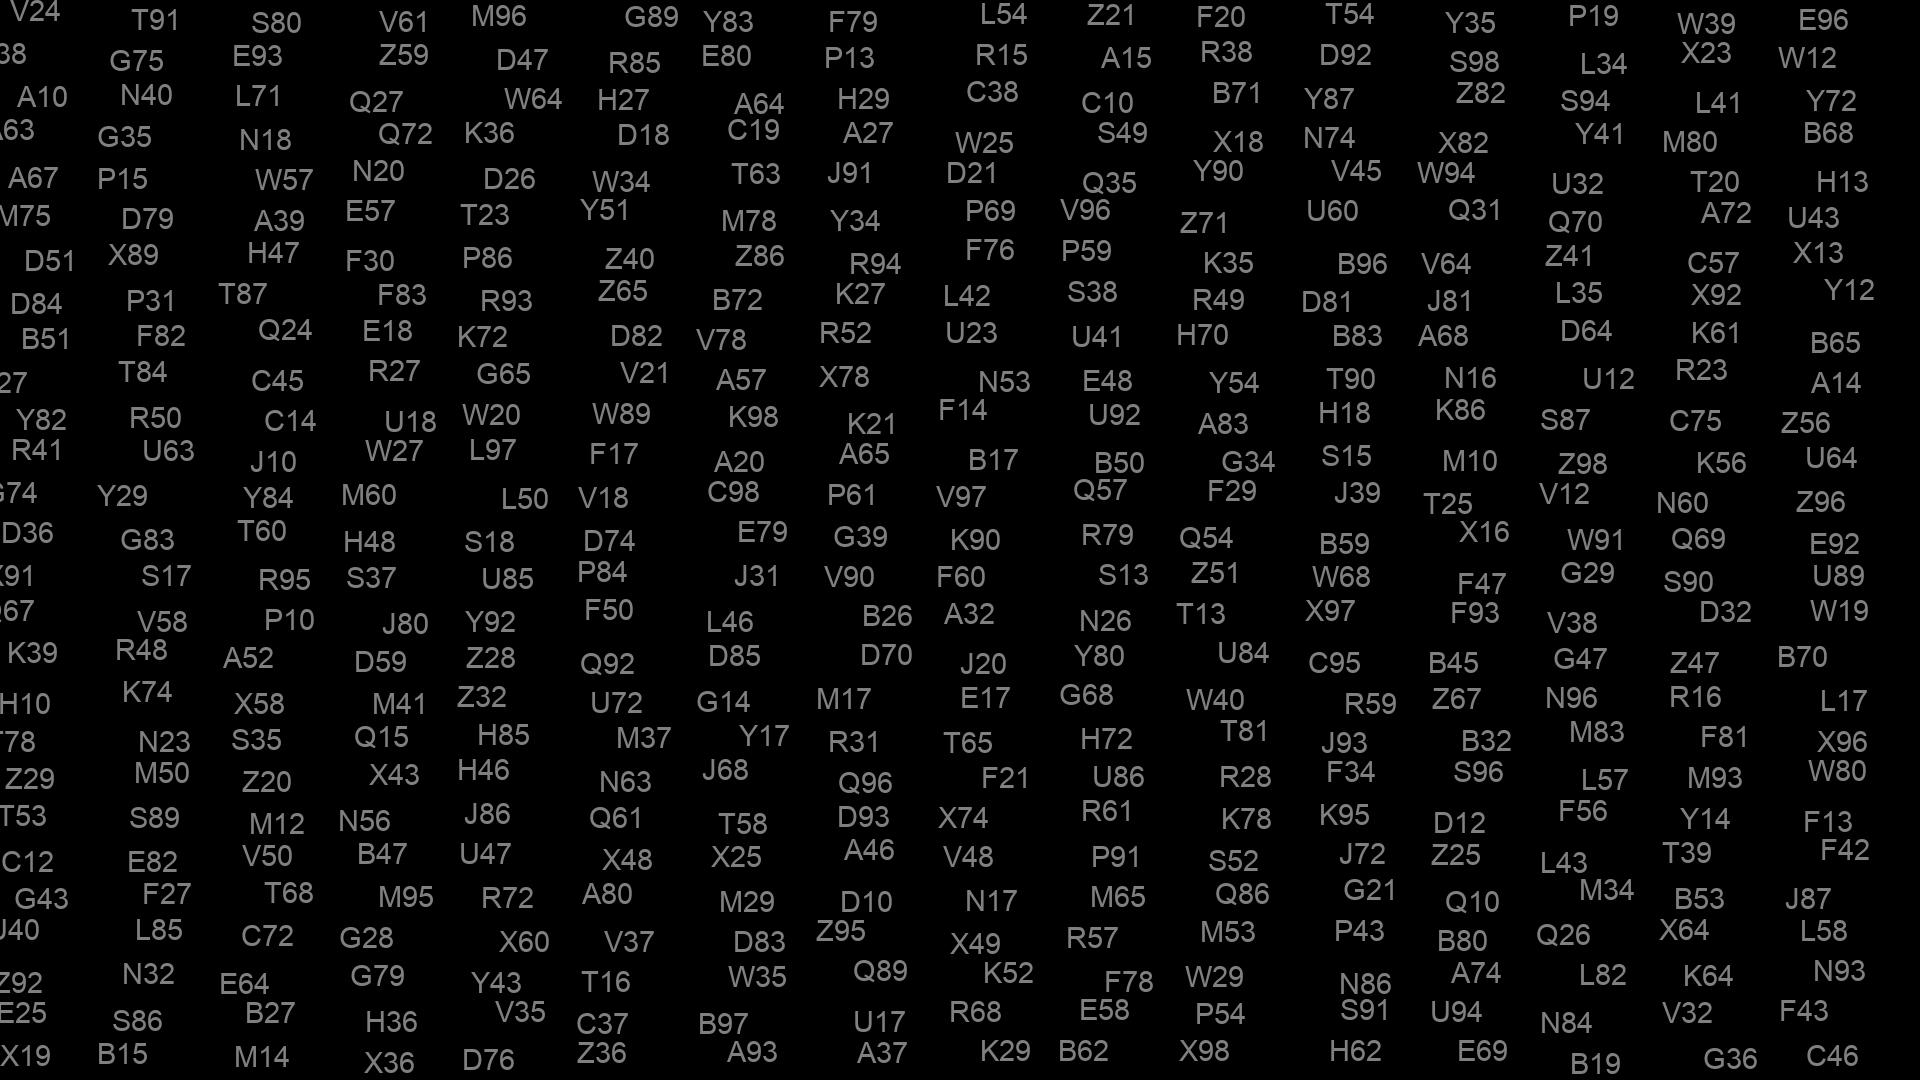 V24 T91 S80 V61 M96 G89 Y83 F79 L54 Z21 F20 T54 Y35 P19 W39 E96
38 G75 E93 Z59 D47 R85 E80 P13 R15 A15 R38 D92 S98 L34 X23 W12
A10 N40 L71 Q27 W64 H27 A64 H29 C38 C10 B71 Y87 Z82 S94 L41 Y72
A63 G35 N18 Q72 K36 D18 C19 A27 W25 S49 X18 N74 X82 Y41 M80 B68
A67 P15 W57 N20 D26 W34 T63 J91 D21 Q35 Y90 V45 W94 U32 T20 H13
M75 D79 A39 E57 T23 Y51 M78 Y34 P69 V96 Z71 U60 Q31 Q70 A72 U43
D51 X89 H47 F30 P86 Z40 Z86 R94 F76 P59 K35 B96 V64 Z41 C57 X13
D84 P31 T87 F83 R93 Z65 B72 K27 L42 S38 R49 D81 J81 L35 X92 Y12
B51 F82 Q24 E18 K72 D82 V78 R52 U23 U41 H70 B83 A68 D64 K61 B65
27 T84 C45 R27 G65 V21 A57 X78 N53 E48 Y54 T90 N16 U12 R23 A14
Y82 R50 C14 U18 W20 W89 K98 K21 F14 U92 A83 H18 K86 S87 C75 Z56
R41 U63 J10 W27 L97 F17 A20 A65 B17 B50 G34 S15 M10 Z98 K56 U64
G74 Y29 Y84 M60 L50 V18 C98 P61 V97 Q57 F29 J39 T25 V12 N60 Z96
D36 G83 T60 H48 S18 D74 E79 G39 K90 R79 Q54 B59 X16 W91 Q69 E92
91 S17 R95 S37 U85 P84 J31 V90 F60 S13 Z51 W68 F47 G29 S90 U89
67 V58 P10 J80 Y92 F50 L46 B26 A32 N26 T13 X97 F93 V38 D32 W19
K39 R48 A52 D59 Z28 Q92 D85 D70 J20 Y80 U84 C95 B45 G47 Z47 B70
H10 K74 X58 M41 Z32 U72 G14 M17 E17 G68 W40 R59 Z67 N96 R16 L17
T78 N23 S35 Q15 H85 M37 Y17 R31 T65 H72 T81 J93 B32 M83 F81 X96
Z29 M50 Z20 X43 H46 N63 J68 Q96 F21 U86 R28 F34 S96 L57 M93 W80
T53 S89 M12 N56 J86 Q61 T58 D93 X74 R61 K78 K95 D12 F56 Y14 F13
C12 E82 V50 B47 U47 X48 X25 A46 V48 P91 S52 J72 Z25 L43 T39 F42
G43 F27 T68 M95 R72 A80 M29 D10 N17 M65 Q86 G21 Q10 M34 B53 J87
40 L85 C72 G28 X60 V37 D83 Z95 X49 R57 M53 P43 B80 Q26 X64 L58
Z92 N32 E64 G79 Y43 T16 W35 Q89 K52 F78 W29 N86 A74 L82 K64 N93
E25 S86 B27 H36 V35 C37 B97 U17 R68 E58 P54 S91 U94 N84 V32 F43
X19 B15 M14 X36 D76 Z36 A93 A37 K29 B62 X98 H62 E69 B19 G36 C46